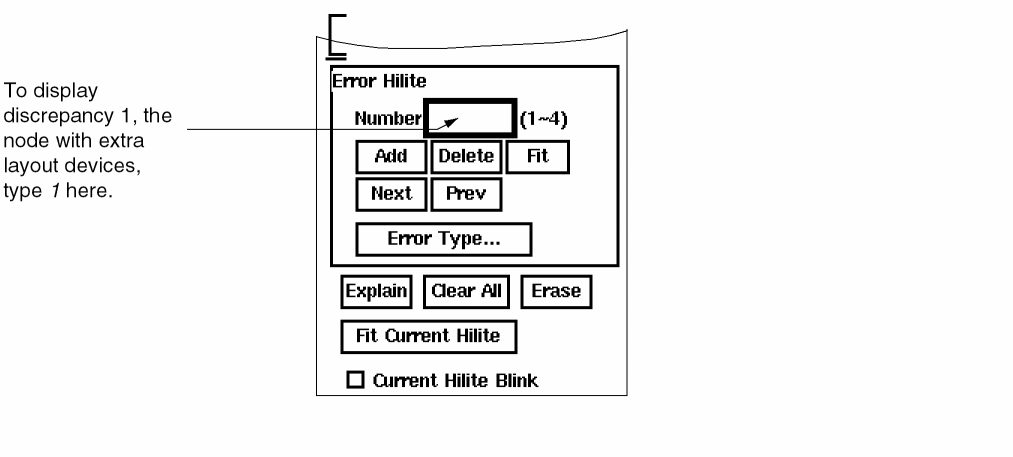 To display
discrepancy 1, the
node with extra
layout devices,
type 1 here.
Error Hilite
Number (1~4)
Add Delete Fit
Next Prev
Error Type...
Explain Clear All Erase
Fit Current Hilite
Current Hilite Blink